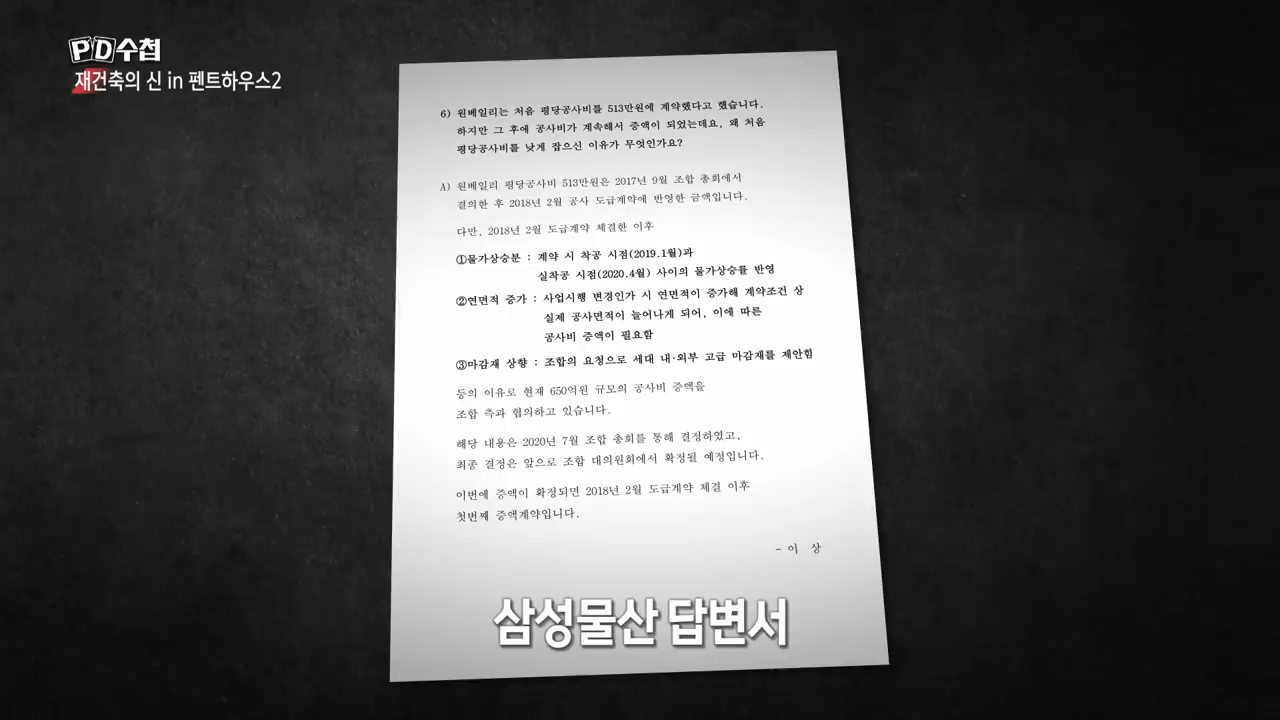 PD수첩
재건축의 신 in 펜트하우스2
6) 원베일리는 처음 평당공사비를 513만원에 계약했다고 했습니다.
하지만 그 후에 공사비가 계속해서 증액이 되었는데요, 왜 처음
평당공사비를 낮게 잡으신 이유가 무엇인가요?
A) 원베일리 평당공사비 513만원은 2017년 9월 조합 총회에서
결의한 후 2018년 2월 공사 도급계약에 반영한 금액입니다.
다만, 2018년 2월 도급계약 체결한 이후
①물가상승분 : 계약 시 착공 시점(2019.1월)과
실착공 시점(2020.4월) 사이의 물가상승률 반영
②연면적 증가 : 사업시행 변경인가 시 연면적이 증가해 계약조건 상
실제 공사면적이 늘어나게 되어, 이에 따른
공사비 증액이 필요함
③마감재 상향 : 조합의 요청으로 세대 내·외부 고급 마감재를 제안함
등의 이유로 현재 650억원 규모의 공사비 증액을
조합 측과 협의하고 있습니다.
해당 내용은 2020년 7월 조합 총회를 통해 결정하였고,
최종 결정은 앞으로 조합 대의원회에서 확정될 예정입니다.
이번에 증액이 확정되면 2018년 2월 도급계약 체결 이후
첫번째 증액계약입니다.
- 이 상
삼성물산 답변서